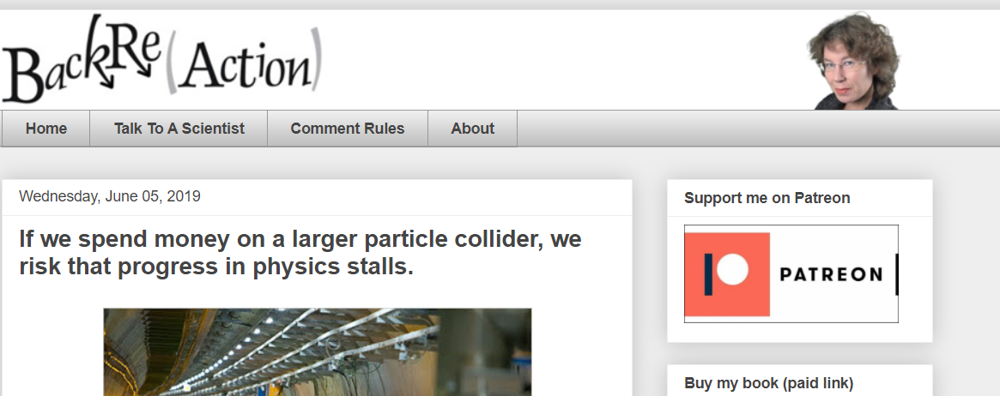 BackRe(Action)
Home Talk To A Scientist Comment Rules About
Wednesday, June 05, 2019
If we spend money on a larger particle collider, we
risk that progress in physics stalls.
Support me on Patreon
PATREON
Buy my book (paid link)